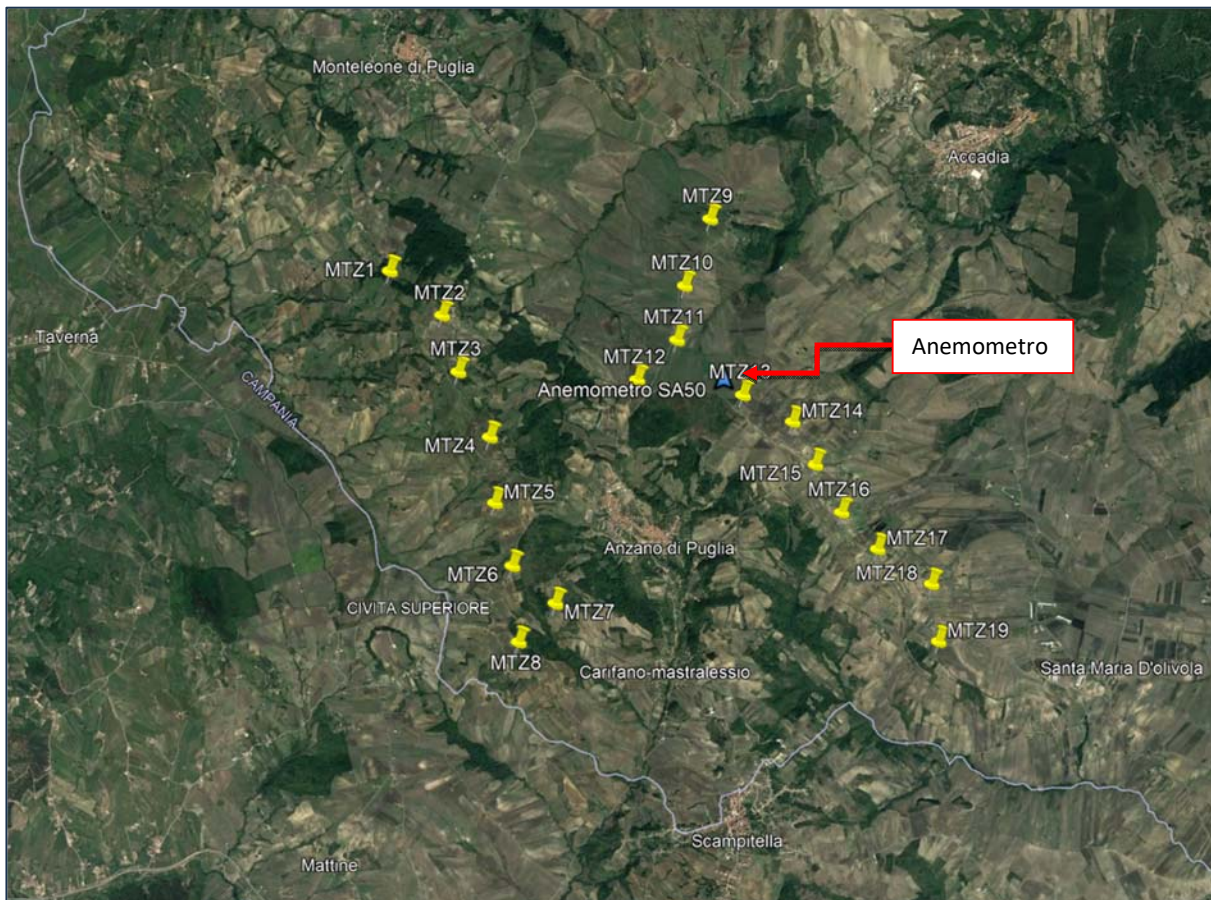 Monteleone di Puglia
Accadia
MTZ9
MTZ1
MTZ10
MTZ2
MTZ11
Taverna
MTZ3
MTZ12
MTZ13
Anemometro
Anemometro SA50
CAMPANIA
MTZ14
MTZ4
MTZ15
MTZ5
MTZ16
Anzano di Puglia
MTZ17
MTZ6
MTZ18
CIVITA SUPERIORE
MTZ7
MTZ19
MTZ8
Carifano-mastralessio
Santa Maria D'olivola
Scampitella
Mattine